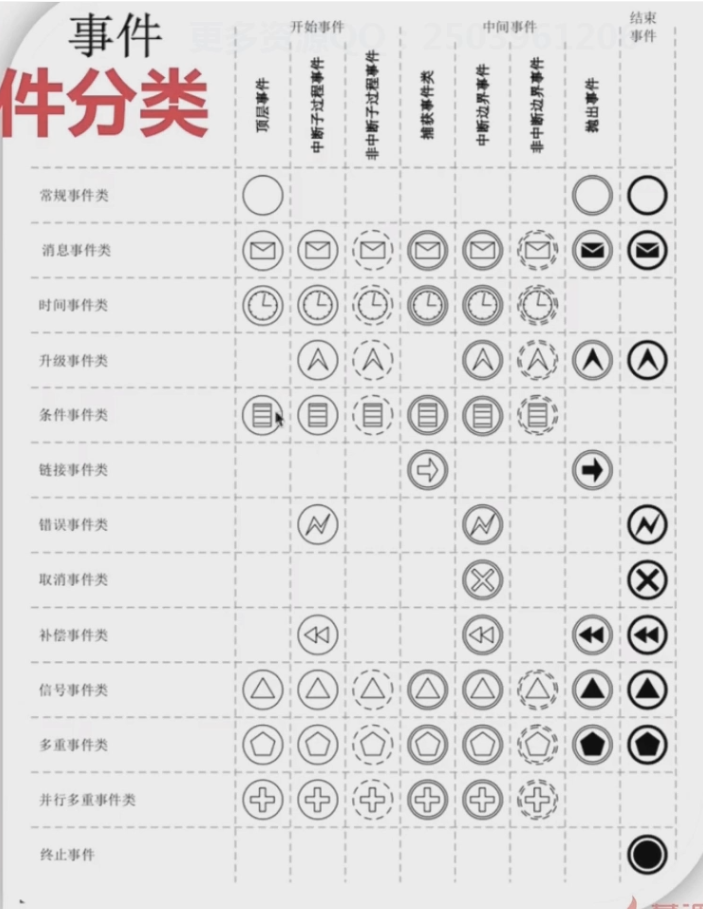 事件
件分类
开始事件
中间事件
结束
事件
更多资源QQ：2503961200
顶层事件
中断子过程事件
非中断子过程事件
捕获事件类
中断边界事件
非中断边界事件
抛出事件
常规事件类
消息事件类
时间事件类
升级事件类
条件事件类
链接事件类
错误事件类
取消事件类
补偿事件类
信号事件类
多重事件类
并行多重事件类
终止事件